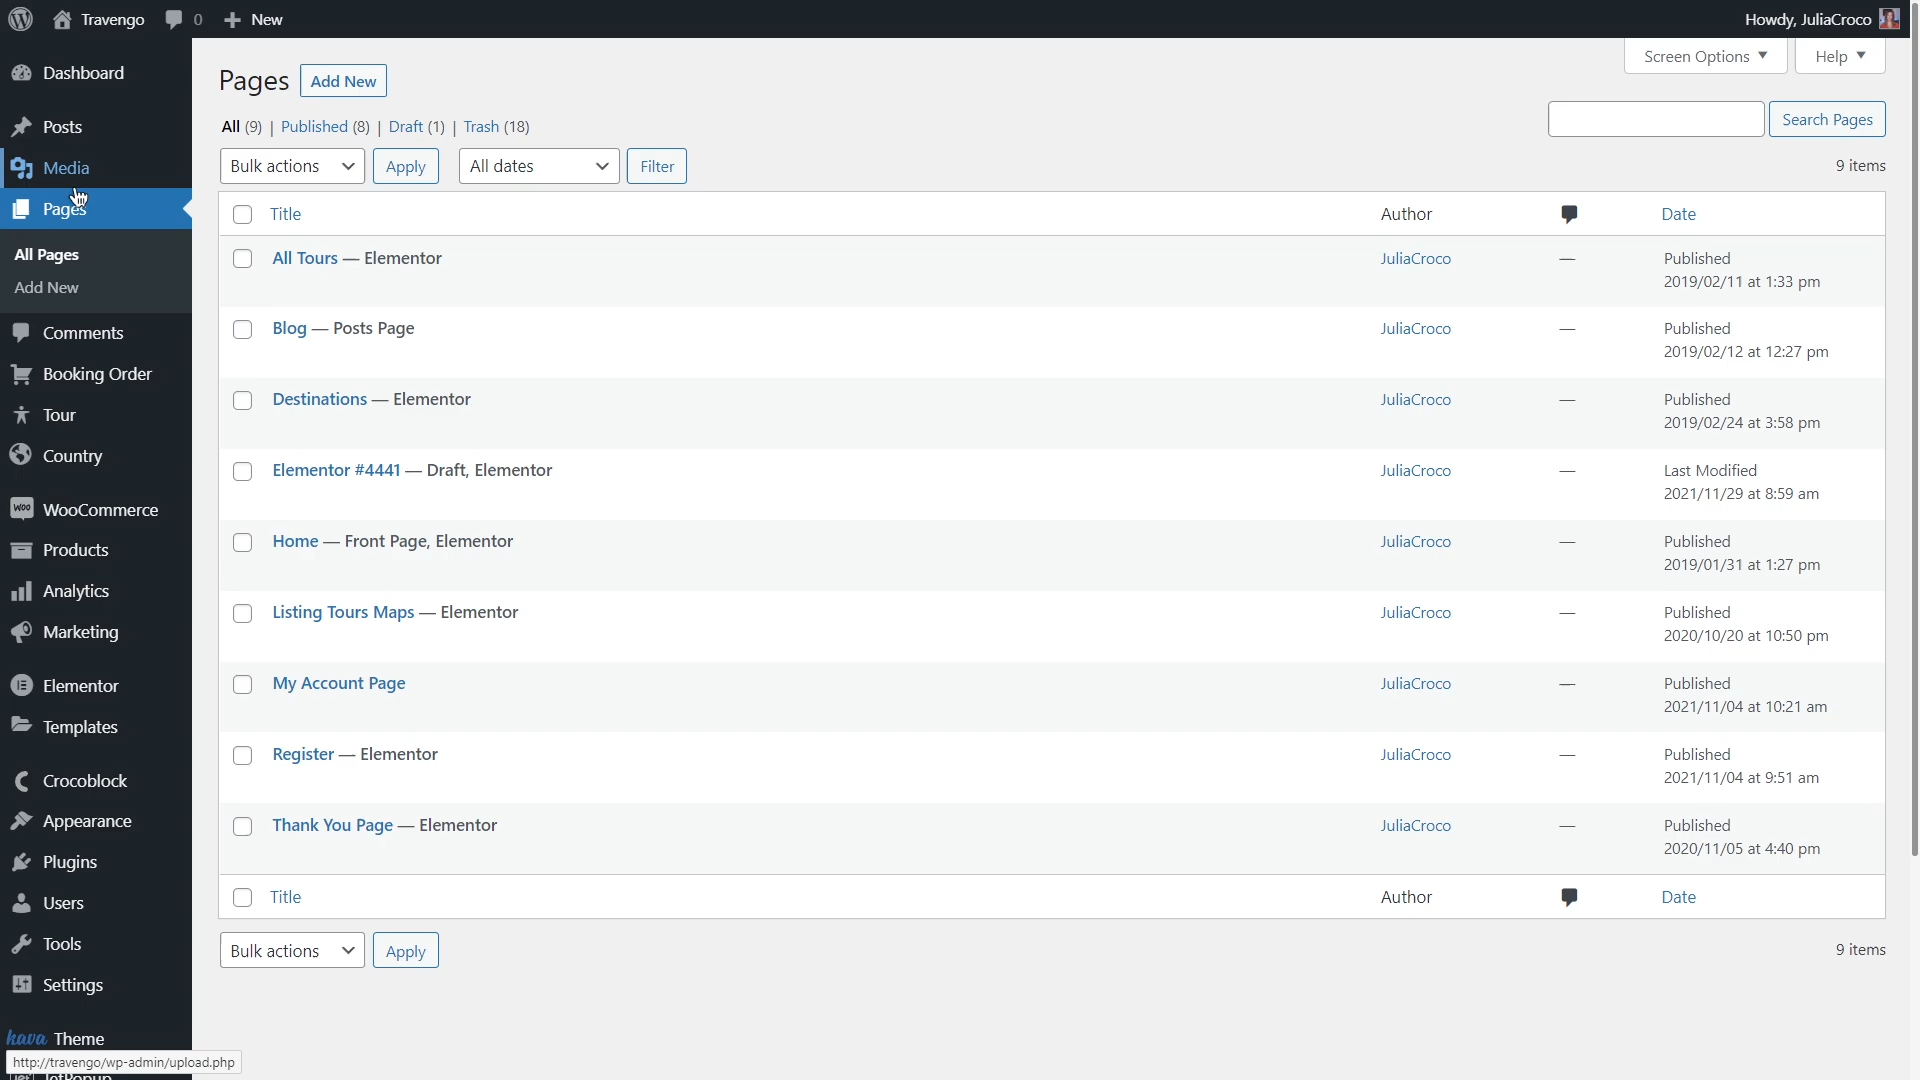 Travengo 0 New
Howdy, JuliaCroco
Dashboard
Posts
Media
Pages
All Pages
Add New
Comments
Booking Order
Tour
Country
WOO WooCommerce
Products
Analytics
Marketing
Elementor
Templates
Crocoblock
Appearance
Plugins
Users
Tools
Settings
kava Theme
http://travengo/wp-admin/upload.php
JetPopup
Screen Options Help
Pages Add New
All (9) | Published (8) | Draft (1) | Trash (18)
Search Pages
Bulk actions Apply All dates Filter 9 items
Title Author Date
All Tours — Elementor JuliaCroco — Published
2019/02/11 at 1:33 pm
Blog — Posts Page JuliaCroco — Published
2019/02/12 at 12:27 pm
Destinations — Elementor JuliaCroco — Published
2019/02/24 at 3:58 pm
Elementor #4441 — Draft, Elementor JuliaCroco — Last Modified
2021/11/29 at 8:59 am
Home — Front Page, Elementor JuliaCroco — Published
2019/01/31 at 1:27 pm
Listing Tours Maps — Elementor JuliaCroco — Published
2020/10/20 at 10:50 pm
My Account Page JuliaCroco — Published
2021/11/04 at 10:21 am
Register — Elementor JuliaCroco — Published
2021/11/04 at 9:51 am
Thank You Page — Elementor JuliaCroco — Published
2020/11/05 at 4:40 pm
Title Author Date
Bulk actions Apply 9 items